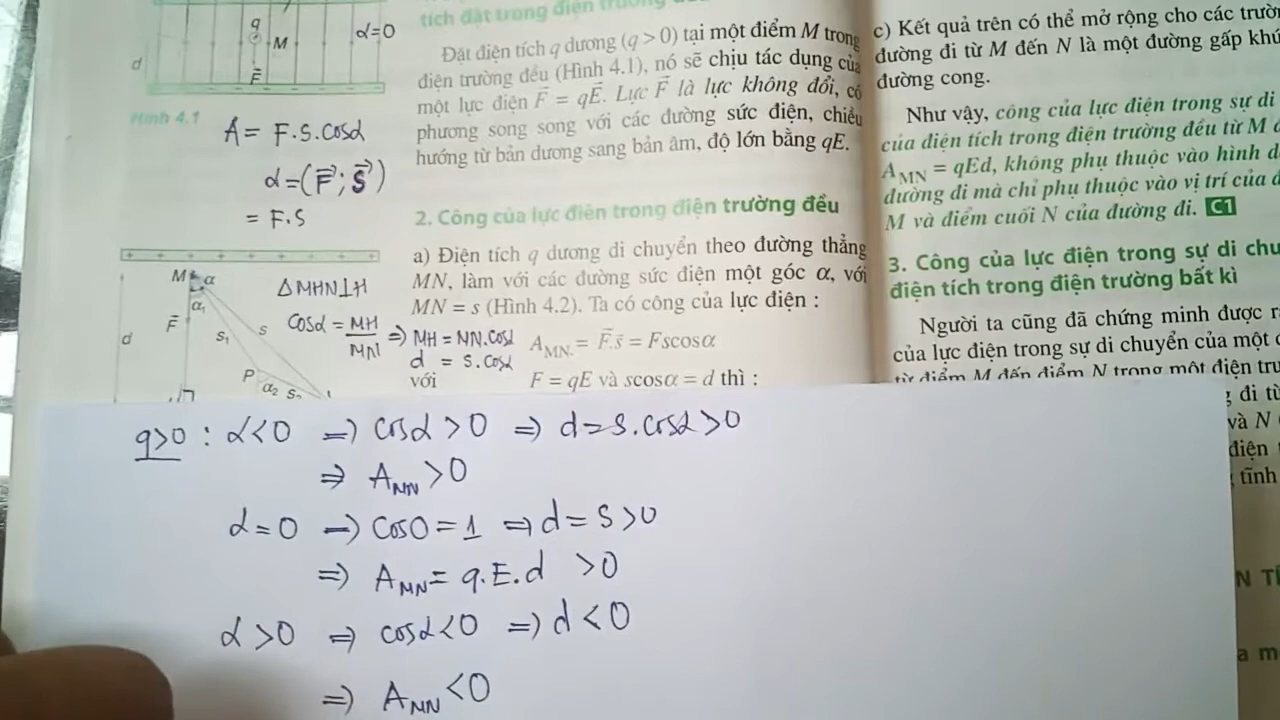 q
M
F
d
α=0
Hình 4.1
A = F.S.cosα
α=(F⃗;S⃗)
= F.S
tích đặt trong điện trường
Đặt điện tích q dương (q > 0) tại một điểm M trong
điện trường đều (Hình 4.1), nó sẽ chịu tác dụng của
một lực điện F⃗ = qE⃗. Lực F⃗ là lực không đổi, có
phương song song với các đường sức điện, chiều
hướng từ bản dương sang bản âm, độ lớn bằng qE.
2. Công của lực điện trong điện trường đều
a) Điện tích q dương di chuyển theo đường thẳng
MN, làm với các đường sức điện một góc α, với
MN = s (Hình 4.2). Ta có công của lực điện :
A_MN = F⃗.s⃗ = Fscosα
với F = qE và scosα = d thì :
M α
α₁
F⃗
d
s₁
s
P
α₂
s₂
ΔMHN⊥H
Cosα = MH/MN => MH = MN.cosα
d = S.cosα
c) Kết quả trên có thể mở rộng cho các trườn
đường đi từ M đến N là một đường gấp khú
đường cong.
Như vậy, công của lực điện trong sự di
của điện tích trong điện trường đều từ M đ
A_MN = qEd, không phụ thuộc vào hình d
đường đi mà chỉ phụ thuộc vào vị trí của đ
M và điểm cuối N của đường đi. C1
3. Công của lực điện trong sự di chu
điện tích trong điện trường bất kì
Người ta cũng đã chứng minh được r
của lực điện trong sự di chuyển của một
từ điểm M đến điểm N trong một điện trư
đi từ
và N
điện
tĩnh
N T
a m
q>0 : α<0 => cosα>0 => d=S.cosα>0
=> A_MN>0
α=0 => cos0=1 => d=S>0
=> A_MN= q.E.d >0
α>0 => cosα<0 => d<0
=> A_MN<0